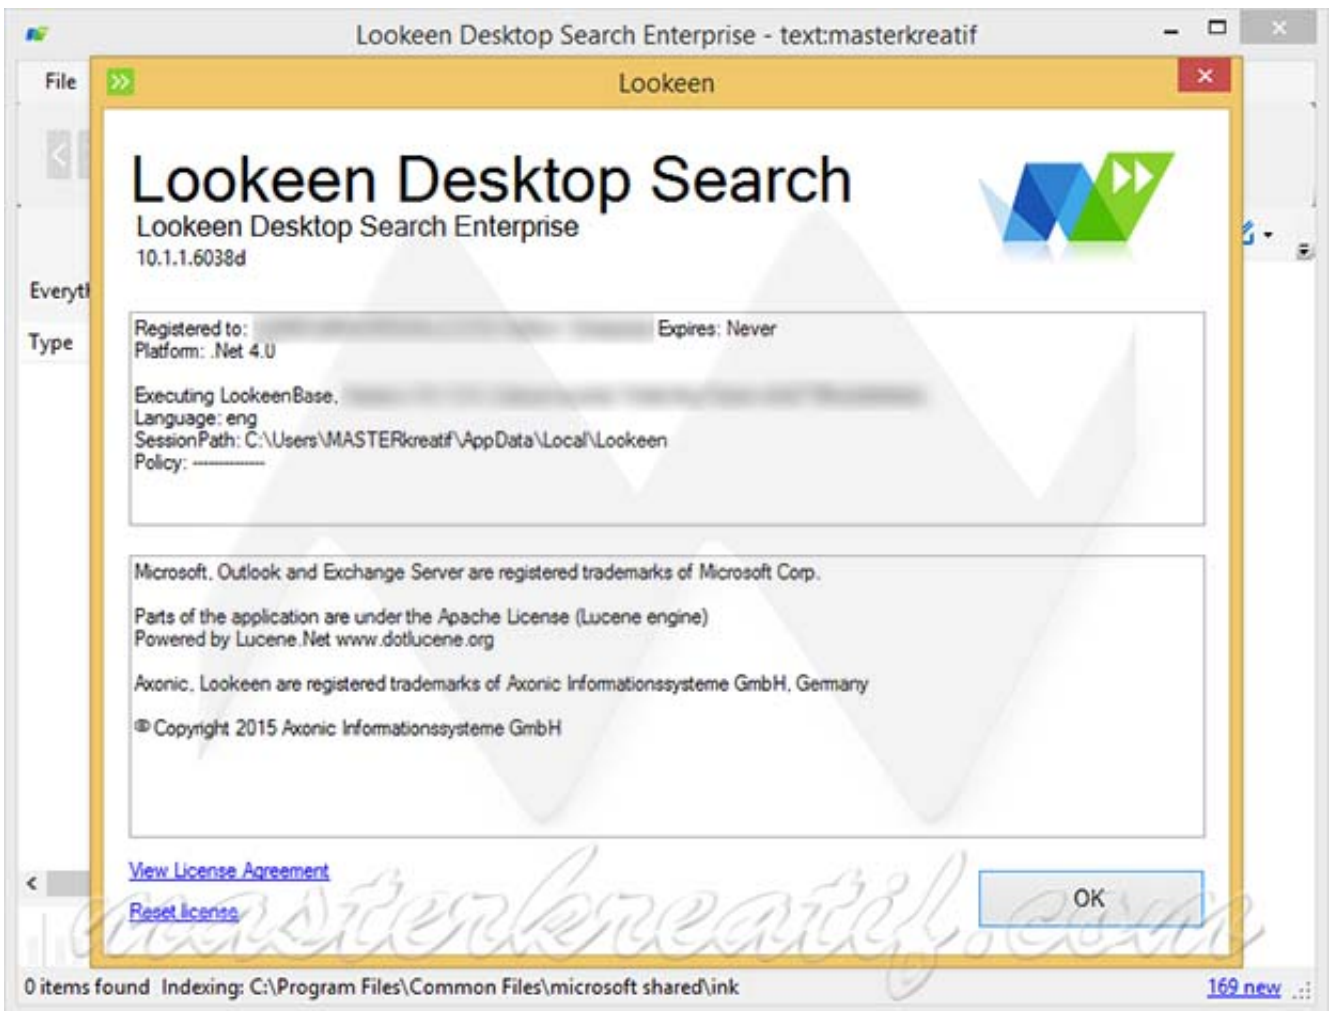 Lookeen Desktop Search Enterprise - text:masterkreatif
File
Lookeen
Lookeen Desktop Search
Lookeen Desktop Search Enterprise
10.1.1.6038d
Everyth
Type
Registered to: Expires: Never
Platform: .Net 4.0
Executing LookeenBase,
Language: eng
SessionPath: C:\Users\MASTERkreatif\AppData\Local\Lookeen
Policy: ---------------
Microsoft, Outlook and Exchange Server are registered trademarks of Microsoft Corp.
Parts of the application are under the Apache License (Lucene engine)
Powered by Lucene.Net www.dotlucene.org
Axonic, Lookeen are registered trademarks of Axonic Informationssysteme GmbH, Germany
© Copyright 2015 Axonic Informationssysteme GmbH
View License Agreement
Reset license
OK
masterkreatif.com
0 items found Indexing: C:\Program Files\Common Files\microsoft shared\ink
169 new